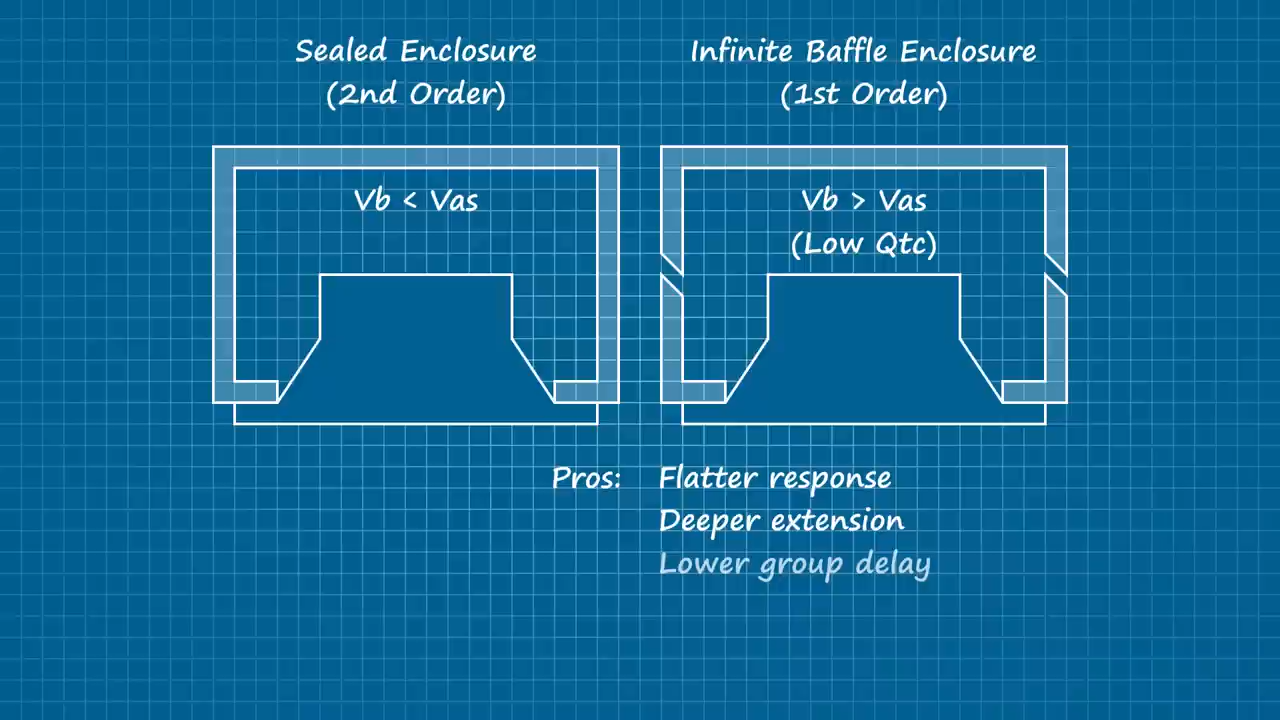 Sealed Enclosure
(2nd Order)
Vb < Vas
Infinite Baffle Enclosure
(1st Order)
Vb > Vas
(Low Qtc)
Pros: Flatter response
Deeper extension
Lower group delay